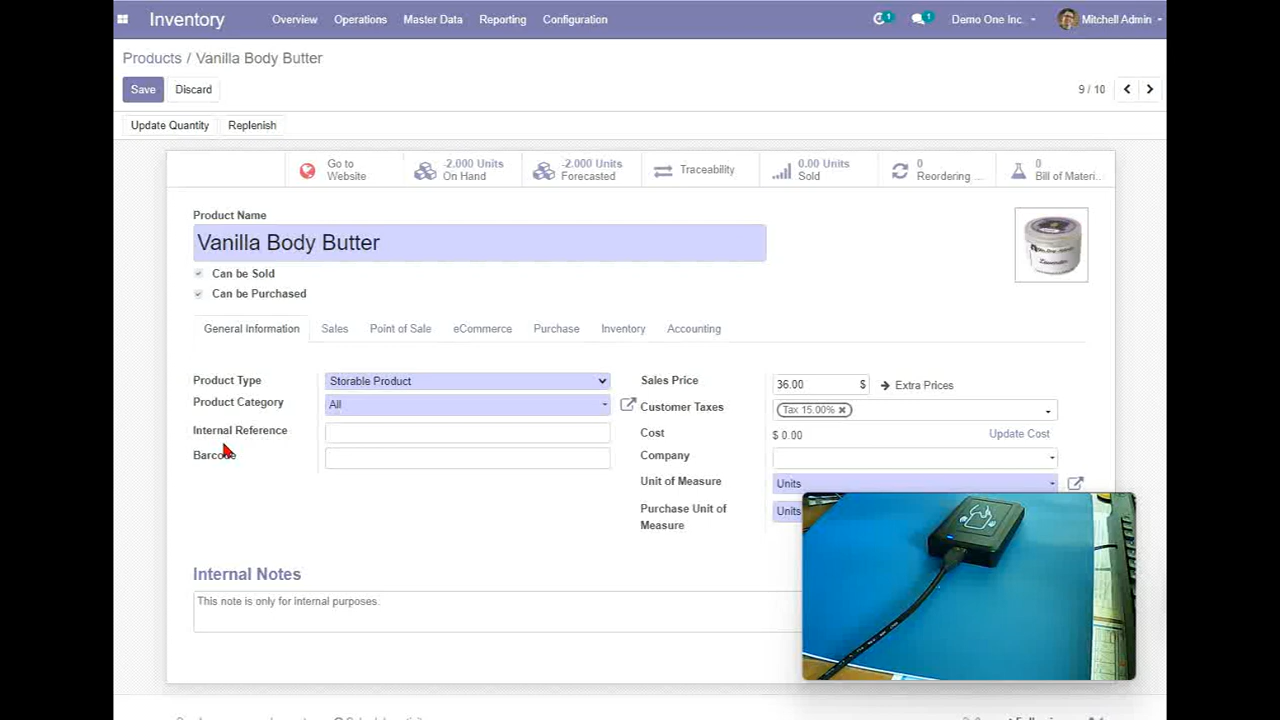 Inventory Overview Operations Master Data Reporting Configuration 1 1 Demo One Inc. Mitchell Admin
Products / Vanilla Body Butter
Save Discard 9 / 10
Update Quantity Replenish
Go to Website
-2.000 Units On Hand
-2.000 Units Forecasted
Traceability
0.00 Units Sold
0 Reordering ...
0 Bill of Materi...
Product Name
Vanilla Body Butter
Can be Sold
Can be Purchased
General Information Sales Point of Sale eCommerce Purchase Inventory Accounting
Product Type Storable Product
Product Category All
Internal Reference
Barcode
Sales Price 36.00 $ Extra Prices
Customer Taxes Tax 15.00%
Cost $ 0.00 Update Cost
Company
Unit of Measure Units
Purchase Unit of Measure Units
Internal Notes
This note is only for internal purposes.